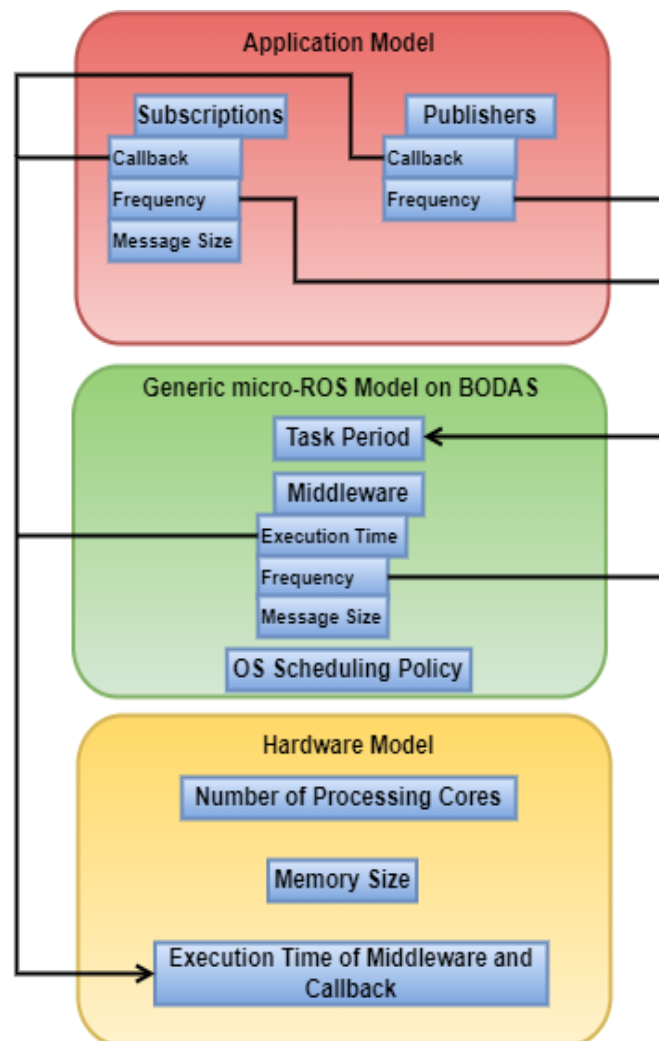 Application Model
Subscriptions
Callback
Frequency
Message Size
Publishers
Callback
Frequency
Generic micro-ROS Model on BODAS
Task Period
Middleware
Execution Time
Frequency
Message Size
OS Scheduling Policy
Hardware Model
Number of Processing Cores
Memory Size
Execution Time of Middleware and
Callback